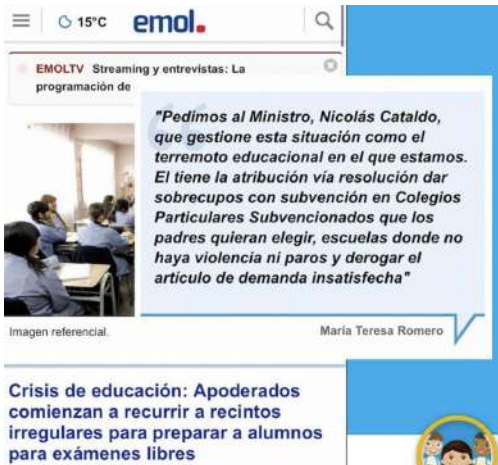 15°C emol.
EMOLTV Streaming y entrevistas: La
programación de
"Pedimos al Ministro, Nicolás Cataldo,
que gestione esta situación como el
terremoto educacional en el que estamos.
El tiene la atribución vía resolución dar
sobrecupos con subvención en Colegios
Particulares Subvencionados que los
padres quieran elegir, escuelas donde no
haya violencia ni paros y derogar el
artículo de demanda insatisfecha"
Imagen referencial.
María Teresa Romero
Crisis de educación: Apoderados
comienzan a recurrir a recintos
irregulares para preparar a alumnos
para exámenes libres